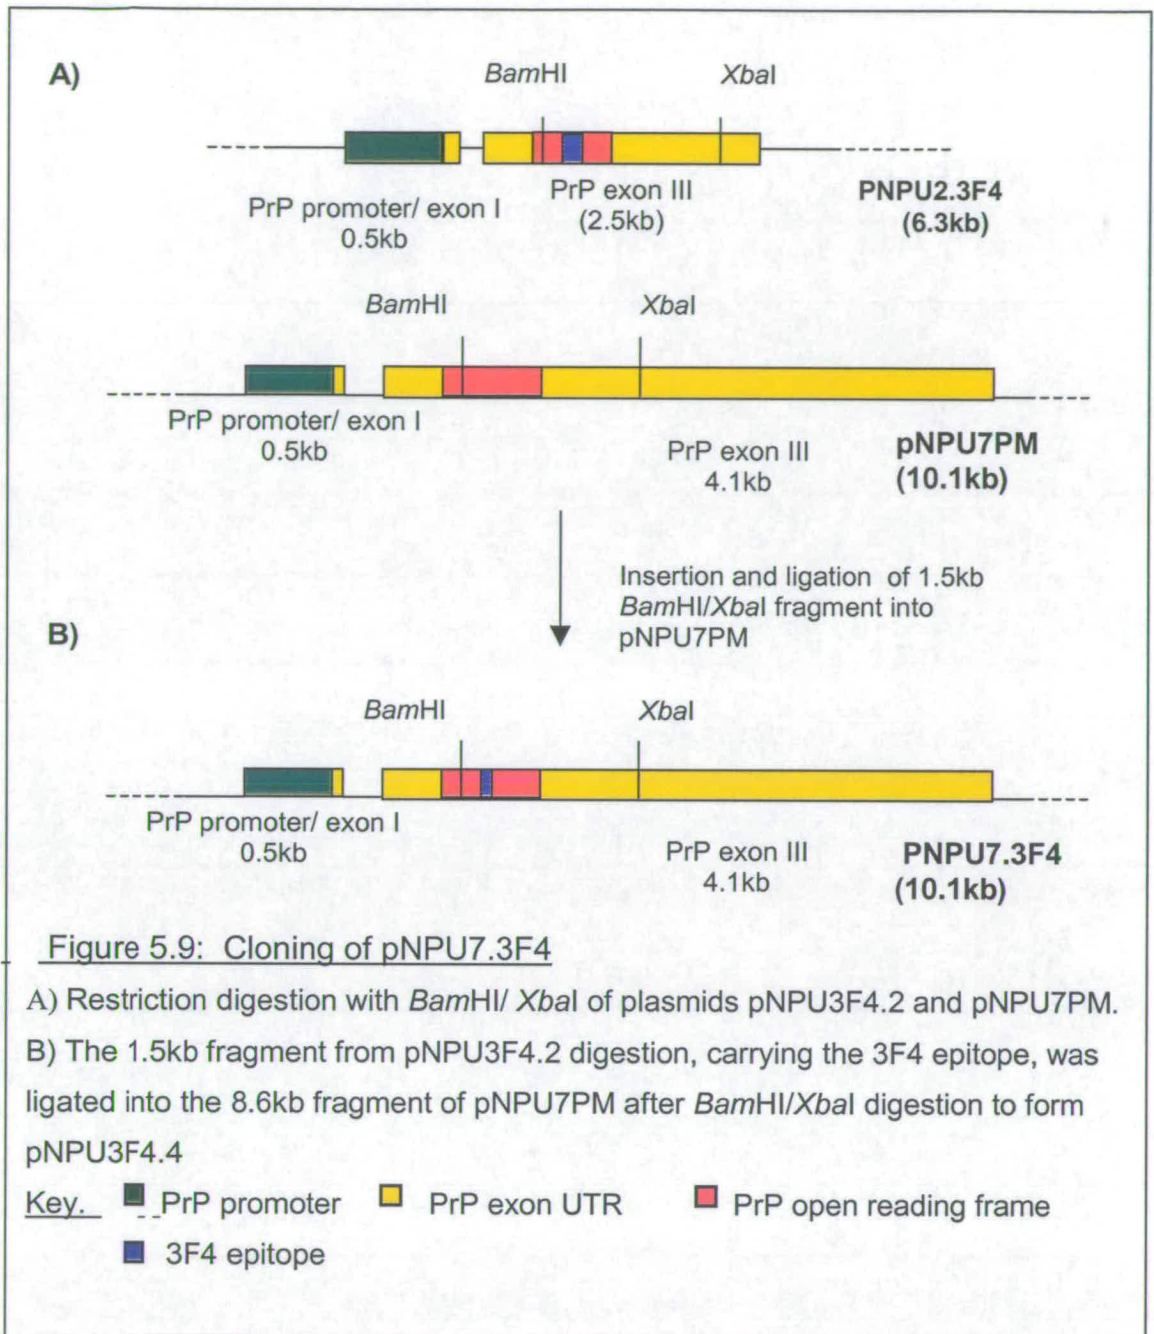 A)
BamHI
XbaI
PrP promoter/ exon I
0.5kb
PrP exon III
(2.5kb)
PNPU2.3F4
(6.3kb)
BamHI
XbaI
PrP promoter/ exon I
0.5kb
PrP exon III
4.1kb
pNPU7PM
(10.1kb)
Insertion and ligation of 1.5kb
BamHI/XbaI fragment into
pNPU7PM
B)
BamHI
XbaI
PrP promoter/ exon I
0.5kb
PrP exon III
4.1kb
PNPU7.3F4
(10.1kb)
Figure 5.9: Cloning of pNPU7.3F4
A) Restriction digestion with BamHI/ XbaI of plasmids pNPU3F4.2 and pNPU7PM.
B) The 1.5kb fragment from pNPU3F4.2 digestion, carrying the 3F4 epitope, was
ligated into the 8.6kb fragment of pNPU7PM after BamHI/XbaI digestion to form
pNPU3F4.4
Key. PrP promoter PrP exon UTR PrP open reading frame
3F4 epitope